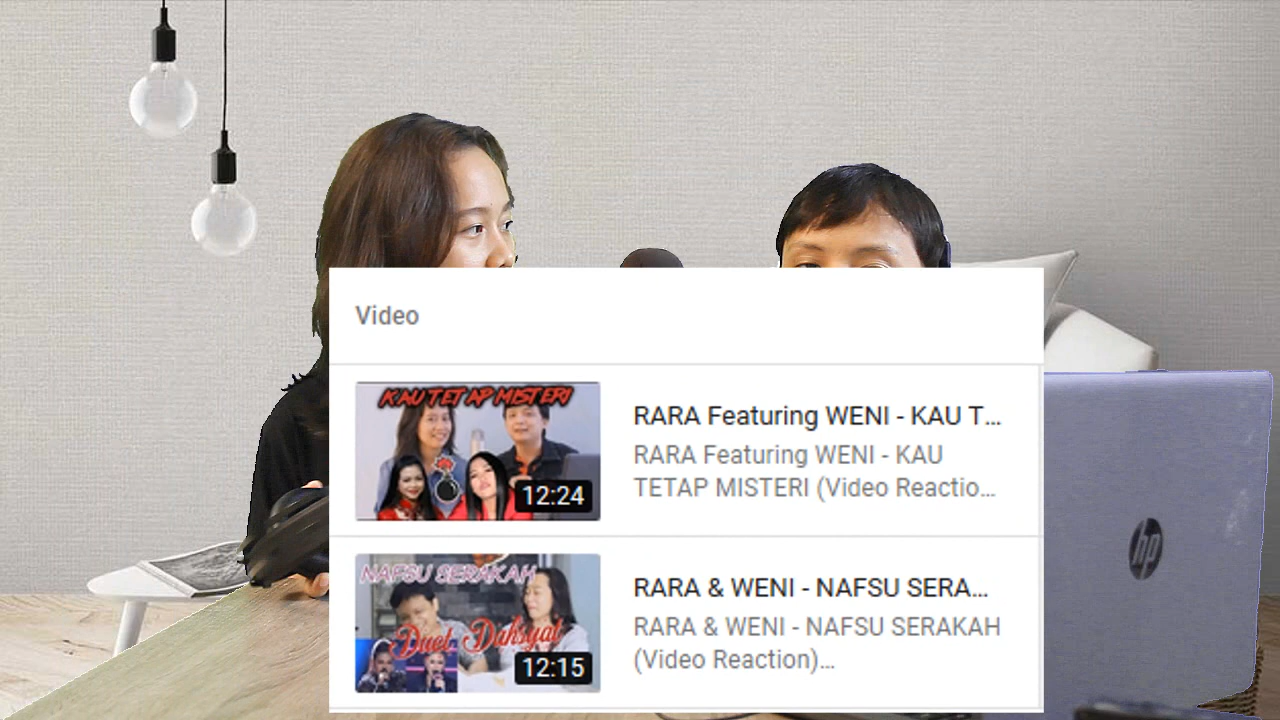 Video
KAU TETAP MISTERI
12:24
RARA Featuring WENI - KAU T...
RARA Featuring WENI - KAU
TETAP MISTERI (Video Reactio...
NAFSU SERAKAH
Duet Dahsyat
12:15
RARA & WENI - NAFSU SERA...
RARA & WENI - NAFSU SERAKAH
(Video Reaction)...
hp